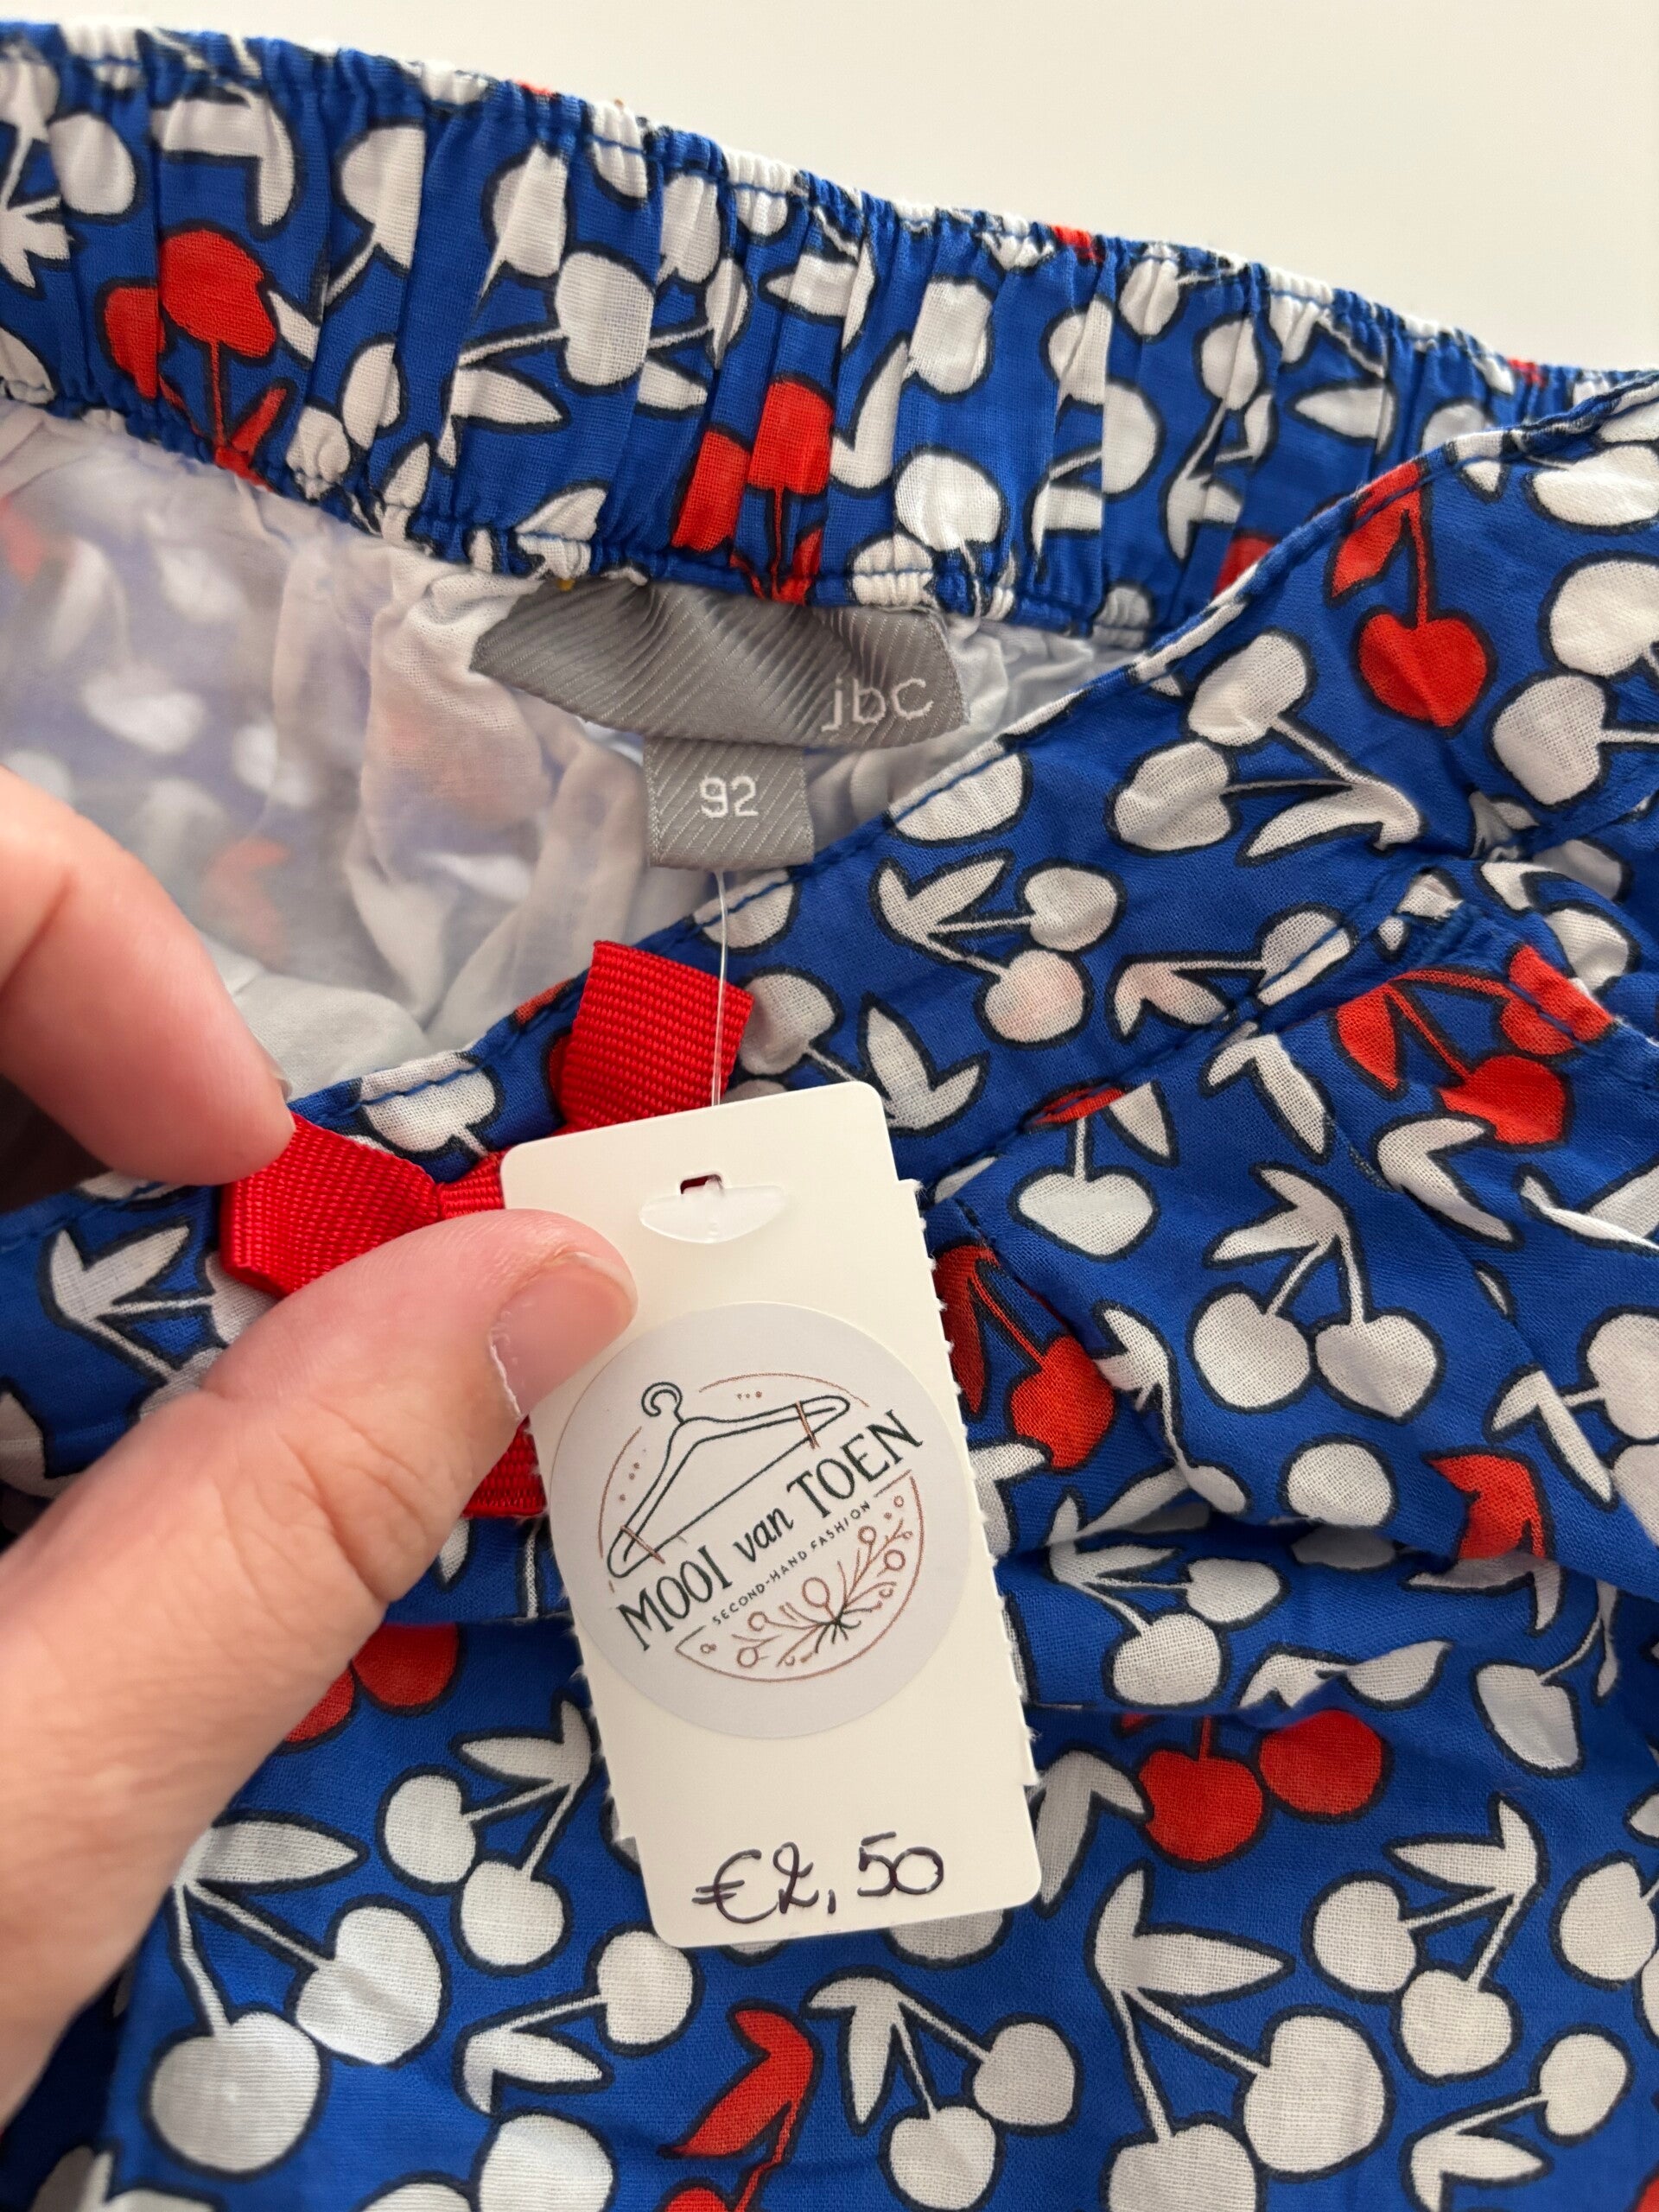 jbc
92
MOOI van TOEN
SECOND-HAND FASHION
€2,50